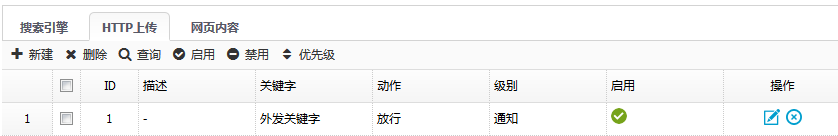 搜索引擎 HTTP上传 网页内容
新建 删除 查询 启用 禁用 优先级
ID 描述 关键字 动作 级别 启用 操作
1 1 - 外发关键字 放行 通知